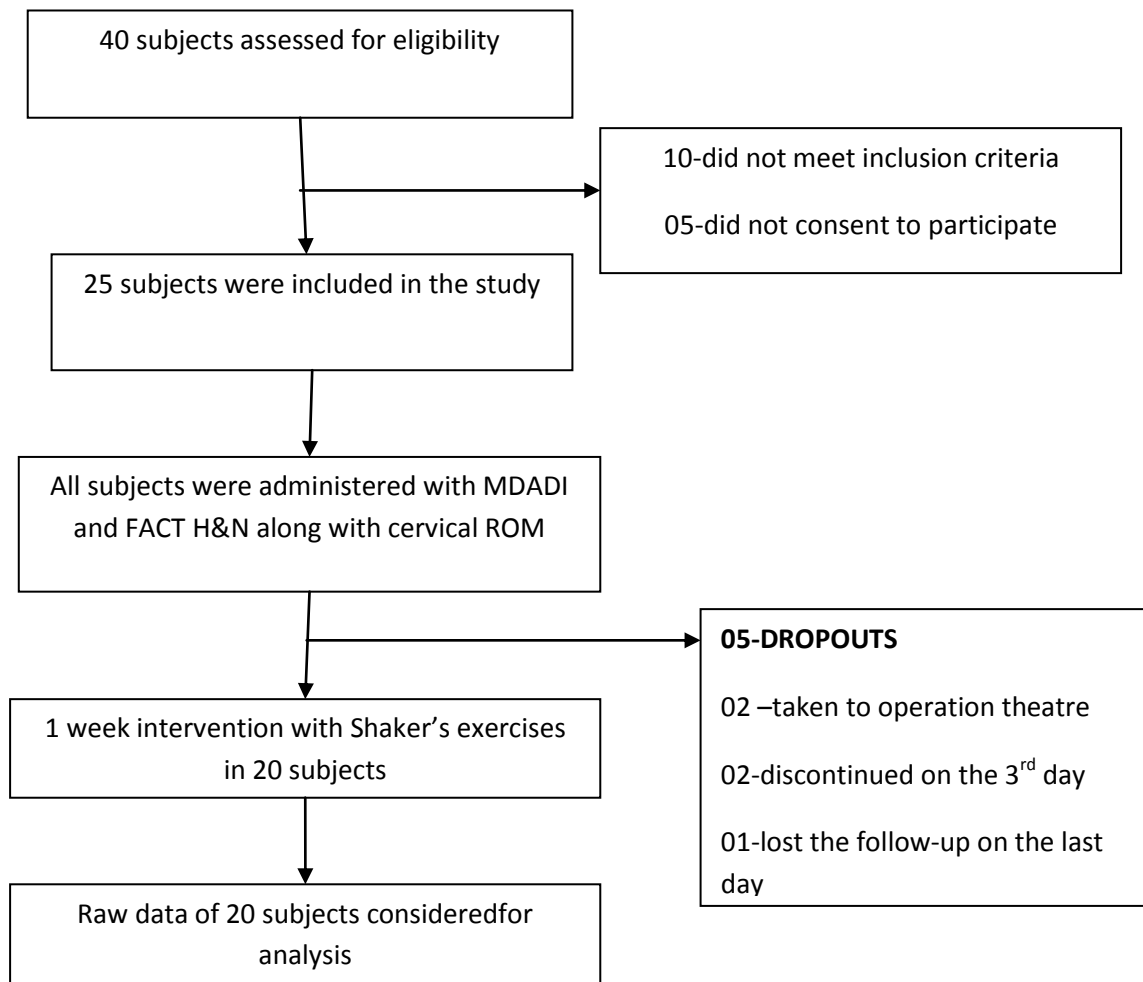 40 subjects assessed for eligibility
10-did not meet inclusion criteria
05-did not consent to participate
25 subjects were included in the study
All subjects were administered with MDADI
and FACT H&N along with cervical ROM
05-DROPOUTS
02 –taken to operation theatre
02-discontinued on the 3rd day
01-lost the follow-up on the last
day
1 week intervention with Shaker’s exercises
in 20 subjects
Raw data of 20 subjects consideredfor
analysis